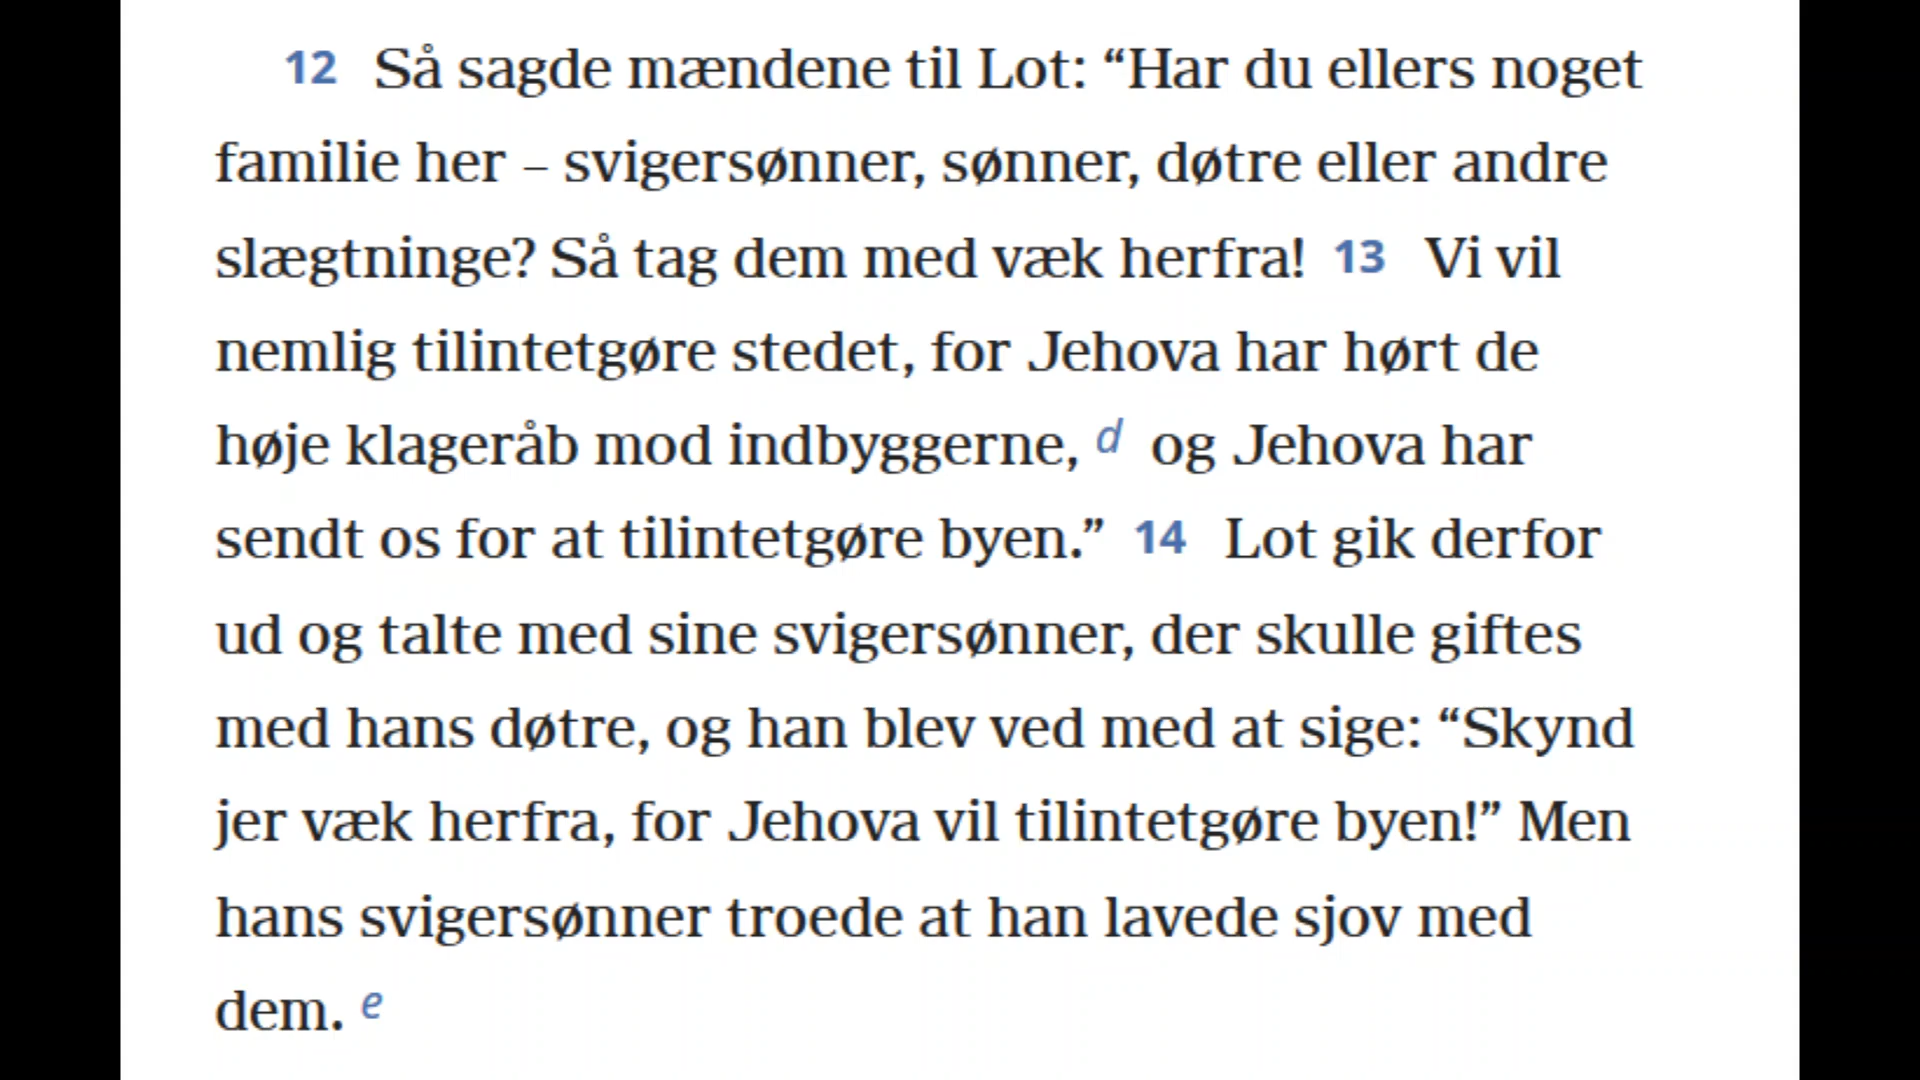 12 Så sagde mændene til Lot: “Har du ellers noget
familie her – svigersønner, sønner, døtre eller andre
slægtninge? Så tag dem med væk herfra! 13 Vi vil
nemlig tilintetgøre stedet, for Jehova har hørt de
høje klageråb mod indbyggerne, d og Jehova har
sendt os for at tilintetgøre byen.” 14 Lot gik derfor
ud og talte med sine svigersønner, der skulle giftes
med hans døtre, og han blev ved med at sige: “Skynd
jer væk herfra, for Jehova vil tilintetgøre byen!” Men
hans svigersønner troede at han lavede sjov med
dem. e